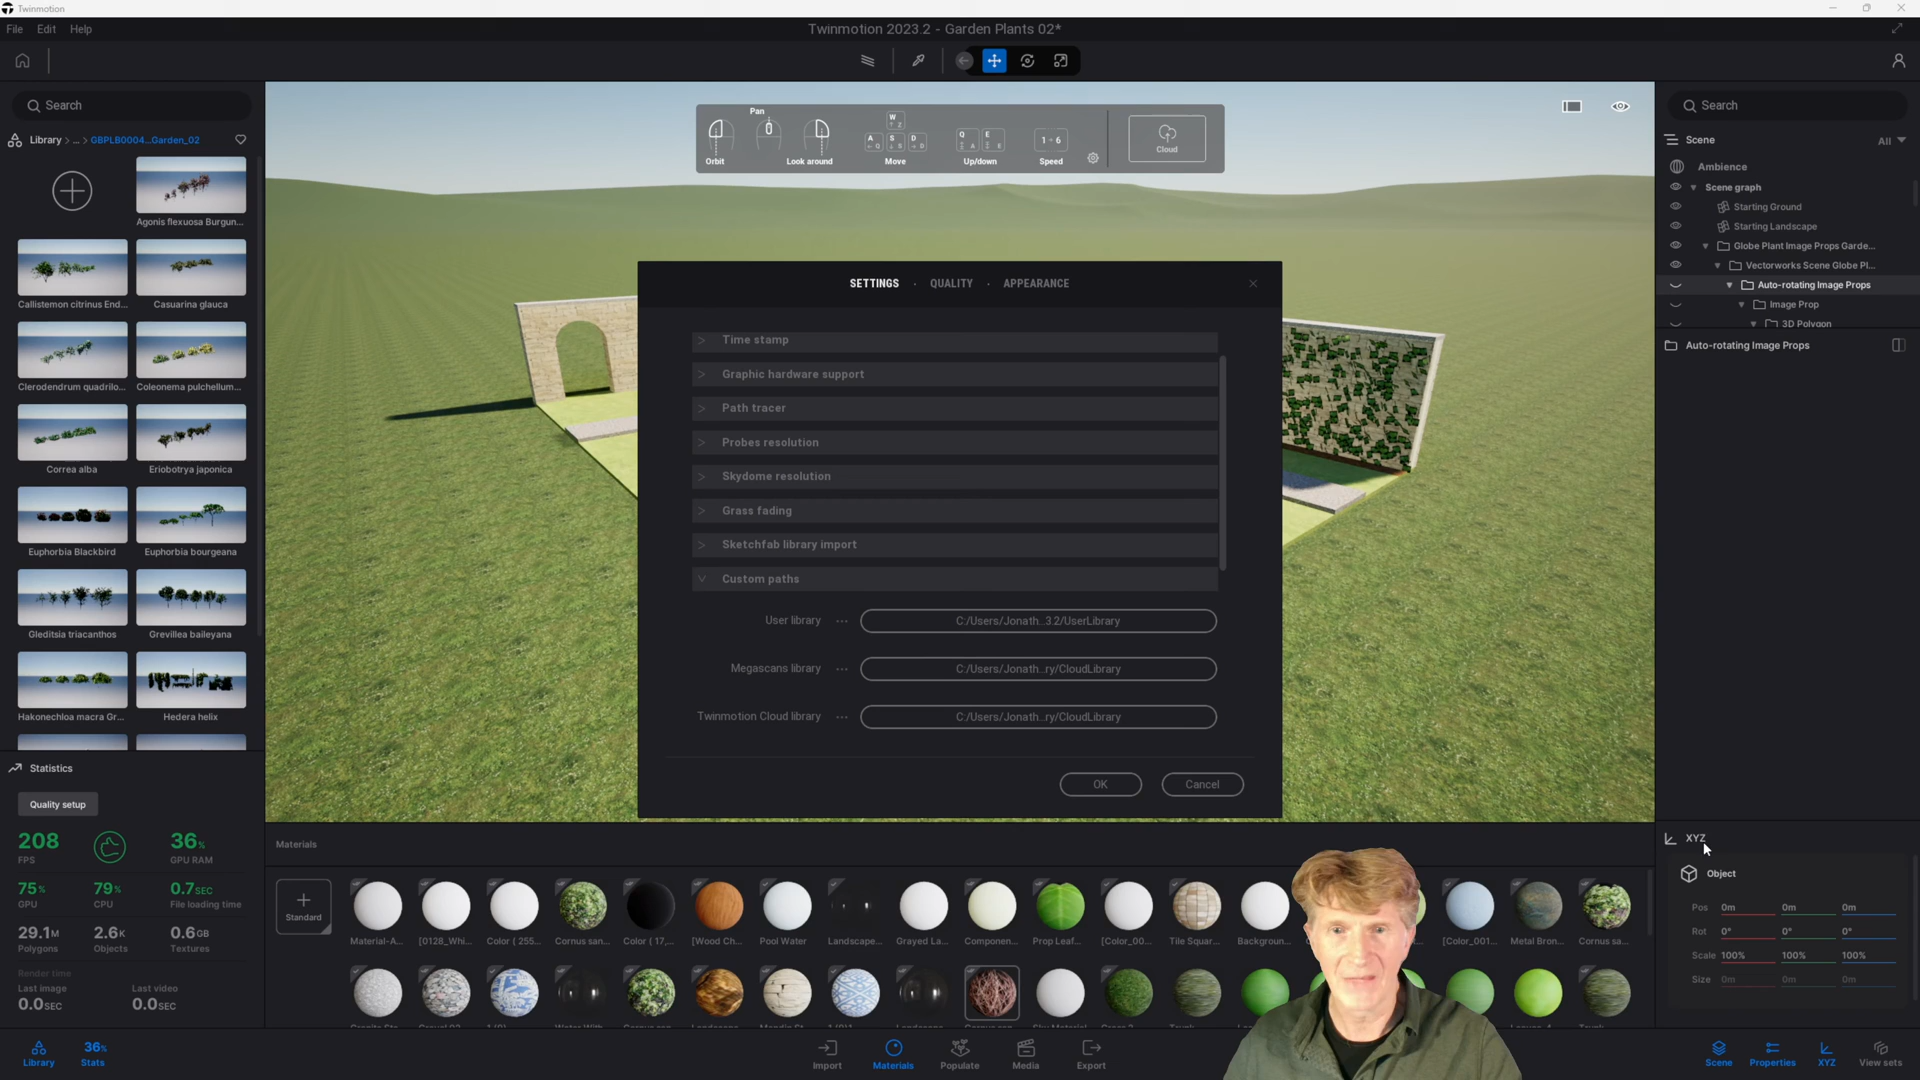 Twinmotion
File Edit Help
Twinmotion 2023.2 - Garden Plants 02*
Search
Library > ... > GBPLB0004...Garden_02
Agonis flexuosa Burgun...
Callistemon citrinus End...
Casuarina glauca
Clerodendrum quadrilo...
Coleonema pulchellum...
Correa alba
Eriobotrya japonica
Euphorbia Blackbird
Euphorbia bourgeana
Gleditsia triacanthos
Grevillea baileyana
Hakonechloa macra Gr...
Hedera helix
Statistics
Quality setup
208
FPS
36%
GPU RAM
75%
GPU
79%
CPU
0.7SEC
File loading time
29.1M
Polygons
2.6K
Objects
0.6GB
Textures
Render time
Last image
0.0SEC
Last video
0.0SEC
Library
36%
Stats
Pan
Orbit
Look around
W
Z
A
Q
S
S
D
D
Move
Q
A
E
E
Up/down
1 - 6
Speed
Cloud
SETTINGS · QUALITY · APPEARANCE
Time stamp
Graphic hardware support
Path tracer
Probes resolution
Skydome resolution
Grass fading
Sketchfab library import
Custom paths
User library ... C:/Users/Jonath...3.2/UserLibrary
Megascans library ... C:/Users/Jonath...ry/CloudLibrary
Twinmotion Cloud library ... C:/Users/Jonath...ry/CloudLibrary
OK
Cancel
Materials
Standard
Material-A...
[0128_Whi...
Color ( 255...
Cornus san...
Color ( 17,...
[Wood Ch...
Pool Water
Landscape...
Grayed La...
Componen...
Prop Leaf...
[Color_00...
Tile Squar...
Backgroun...
[Color_001...
Metal Bron...
Cornus sa...
Import
Materials
Populate
Media
Export
Search
Scene
All
Ambience
Scene graph
Starting Ground
Starting Landscape
Globe Plant Image Props Garde...
Vectorworks Scene Globe Pl...
Auto-rotating Image Props
Image Prop
3D Polygon
Auto-rotating Image Props
XYZ
Object
Pos 0m 0m 0m
Rot 0° 0° 0°
Scale 100% 100% 100%
Size 0m 0m 0m
Scene
Properties
XYZ
View sets